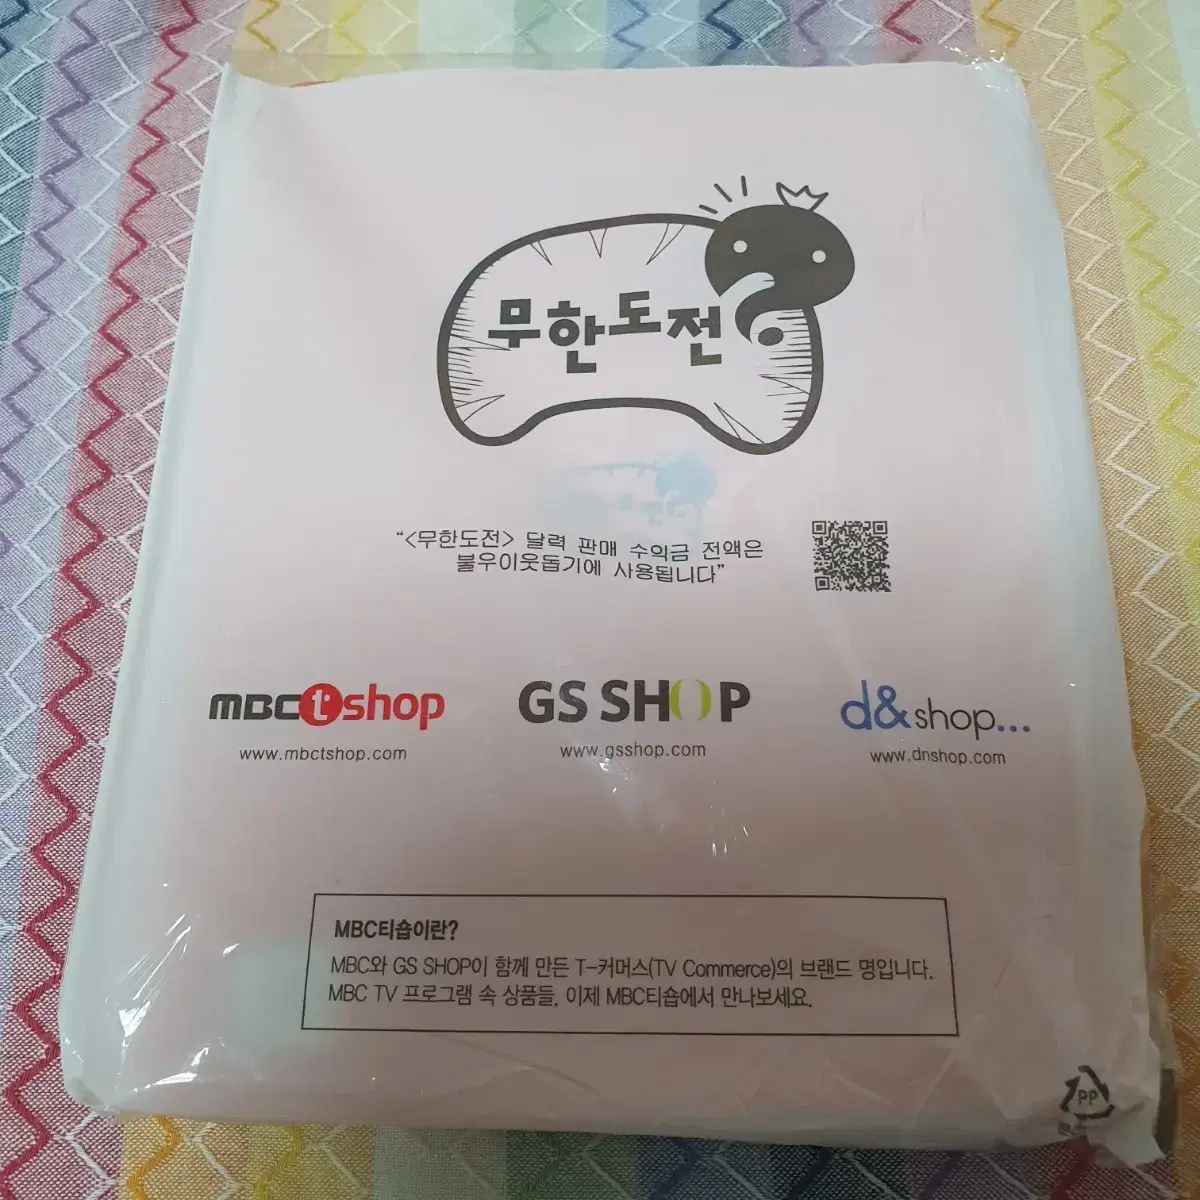 무한도전?
"<무한도전> 달력 판매 수익금 전액은
불우이웃돕기에 사용됩니다"
mbc t shop
GS SHOP
d&shop...
www.mbctshop.com
www.gsshop.com
www.dnshop.com
MBC티숍이란?
MBC와 GS SHOP이 함께 만든 T-커머스(TV Commerce)의 브랜드 명입니다.
MBC TV 프로그램 속 상품들, 이제 MBC티숍에서 만나보세요.
PP